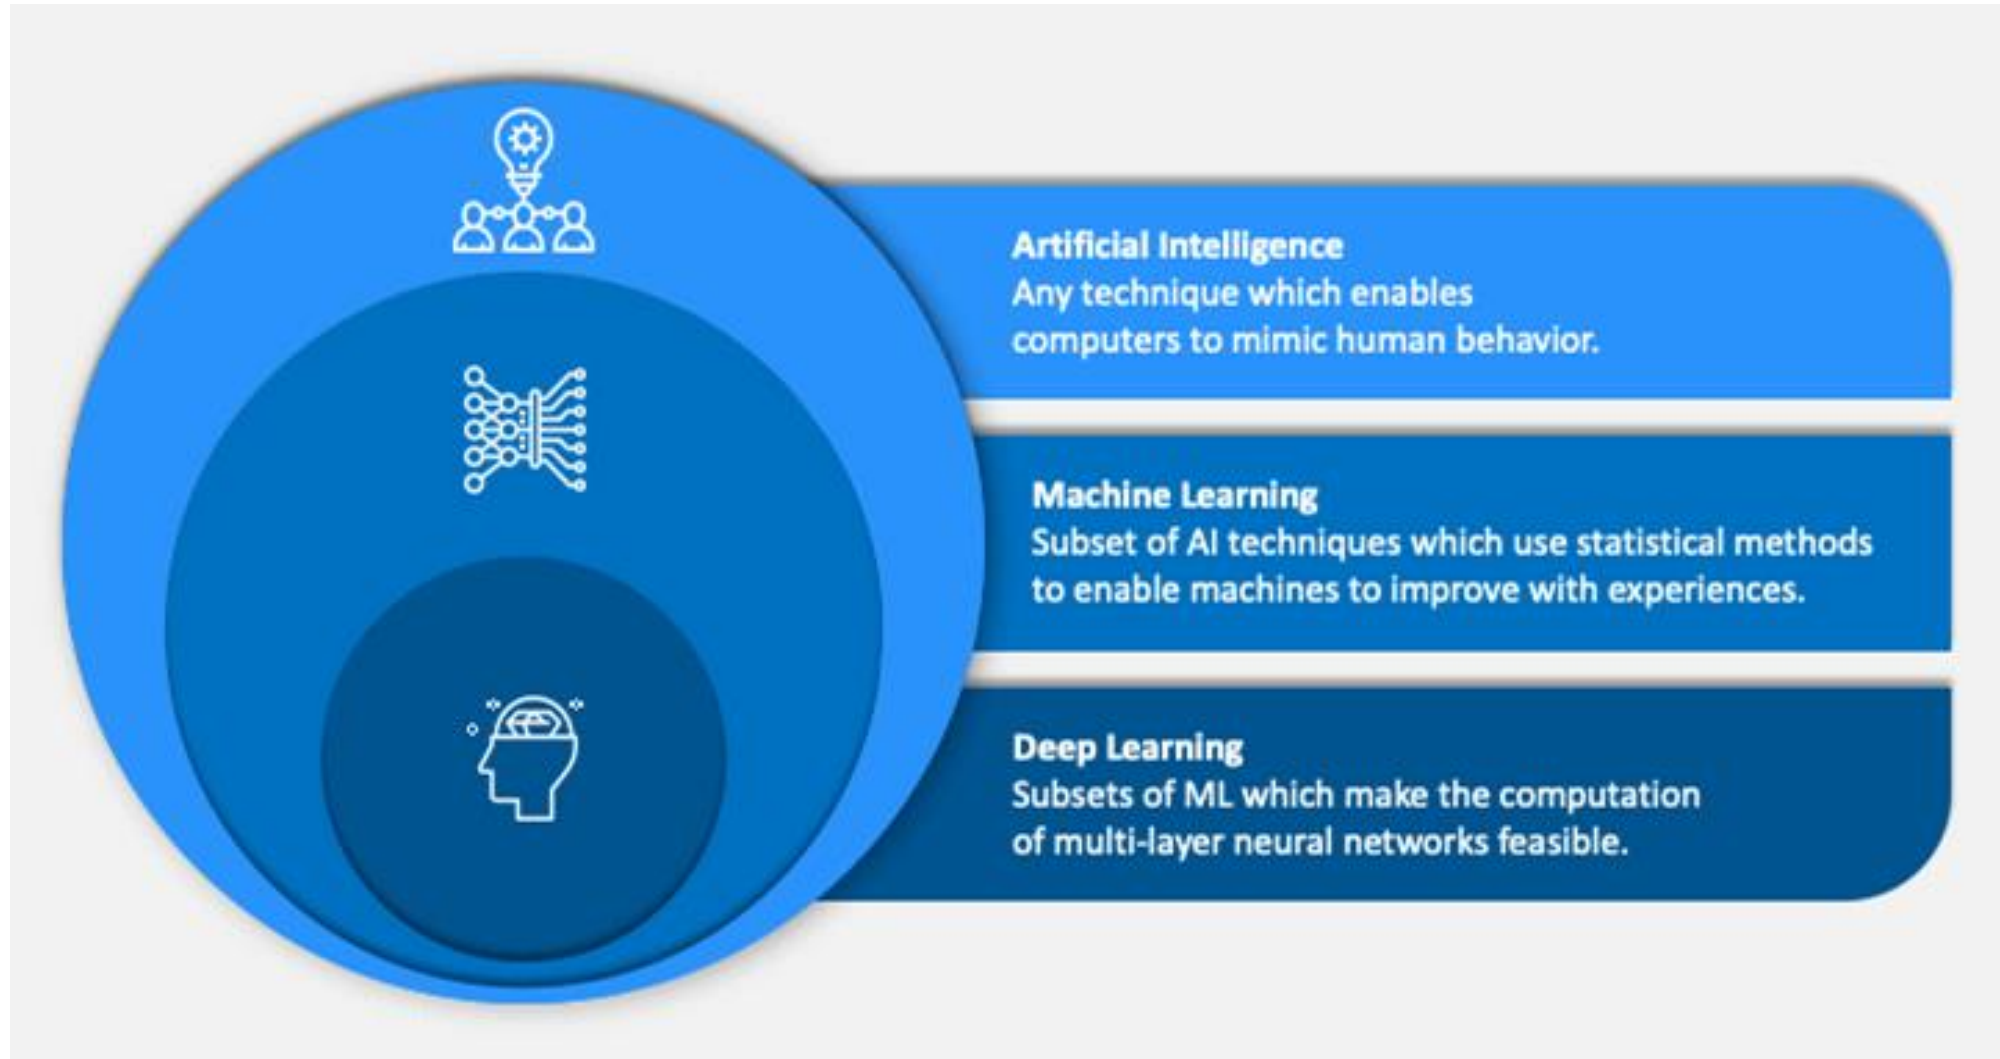 Artificial Intelligence
Any technique which enables
computers to mimic human behavior.
Machine Learning
Subset of AI techniques which use statistical methods
to enable machines to improve with experiences.
Deep Learning
Subsets of ML which make the computation
of multi-layer neural networks feasible.